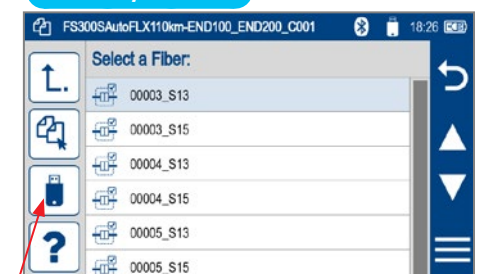 FS300SAutoFLX110km-END100_END200_C001 18:26
Select a Fiber:
00003_S13
00003_S15
00004_S13
00004_S15
00005_S13
00005_S15
?